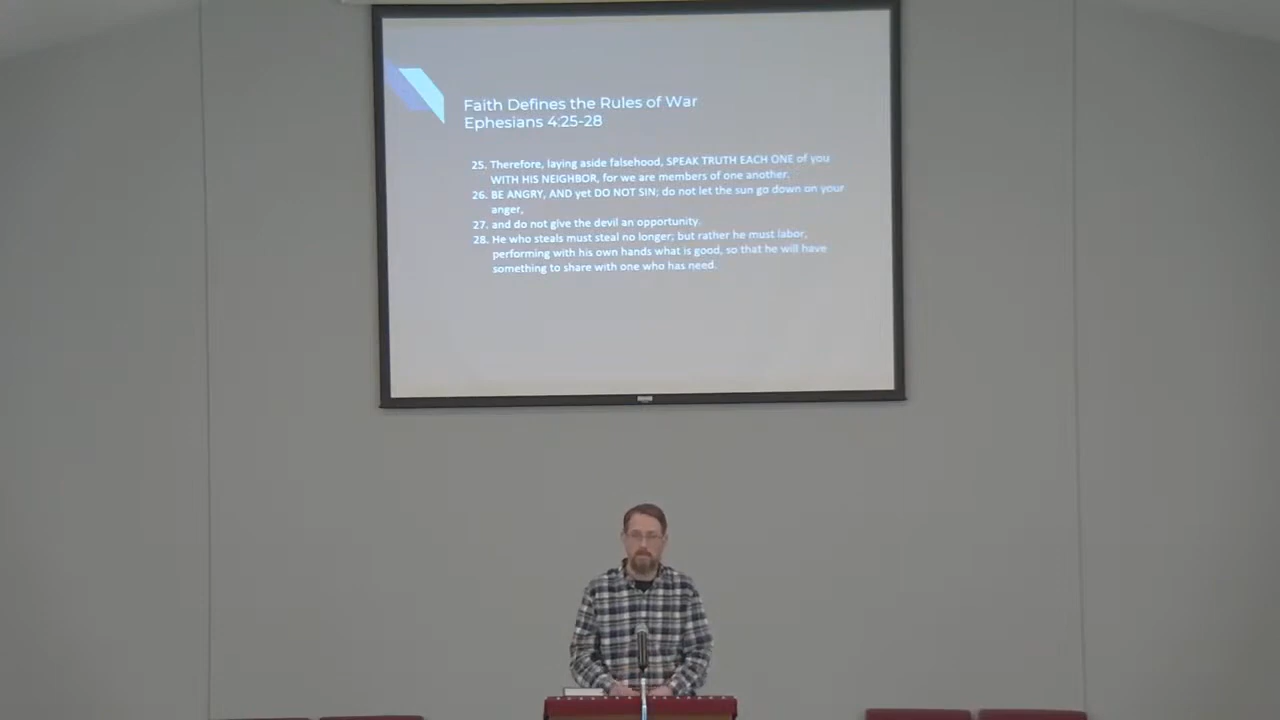 Faith Defines the Rules of War
Ephesians 4:25-28
25. Therefore, laying aside falsehood, SPEAK TRUTH EACH ONE of you
WITH HIS NEIGHBOR, for we are members of one another.
26. BE ANGRY, AND yet DO NOT SIN; do not let the sun go down on your
anger,
27. and do not give the devil an opportunity.
28. He who steals must steal no longer; but rather he must labor,
performing with his own hands what is good, so that he will have
something to share with one who has need.